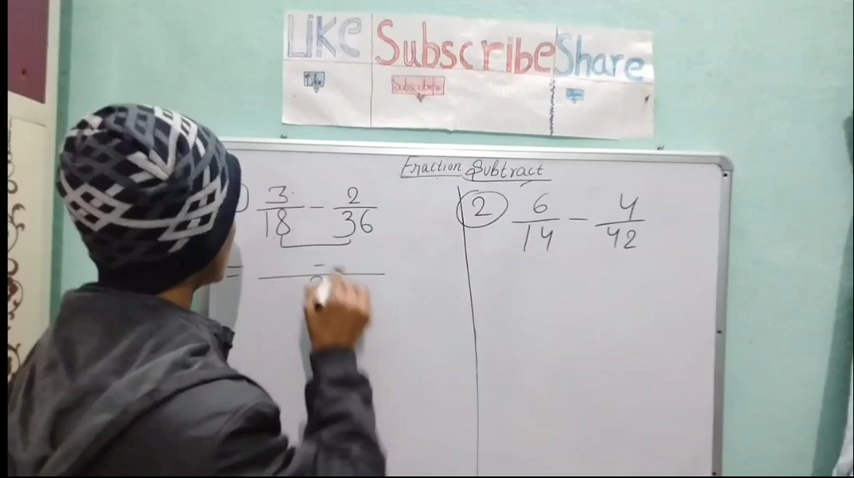 Like Subscribe Share
Like Subscribe
Fraction Subtract
3/18 - 2/36
= -
2 6/14 - 4/42